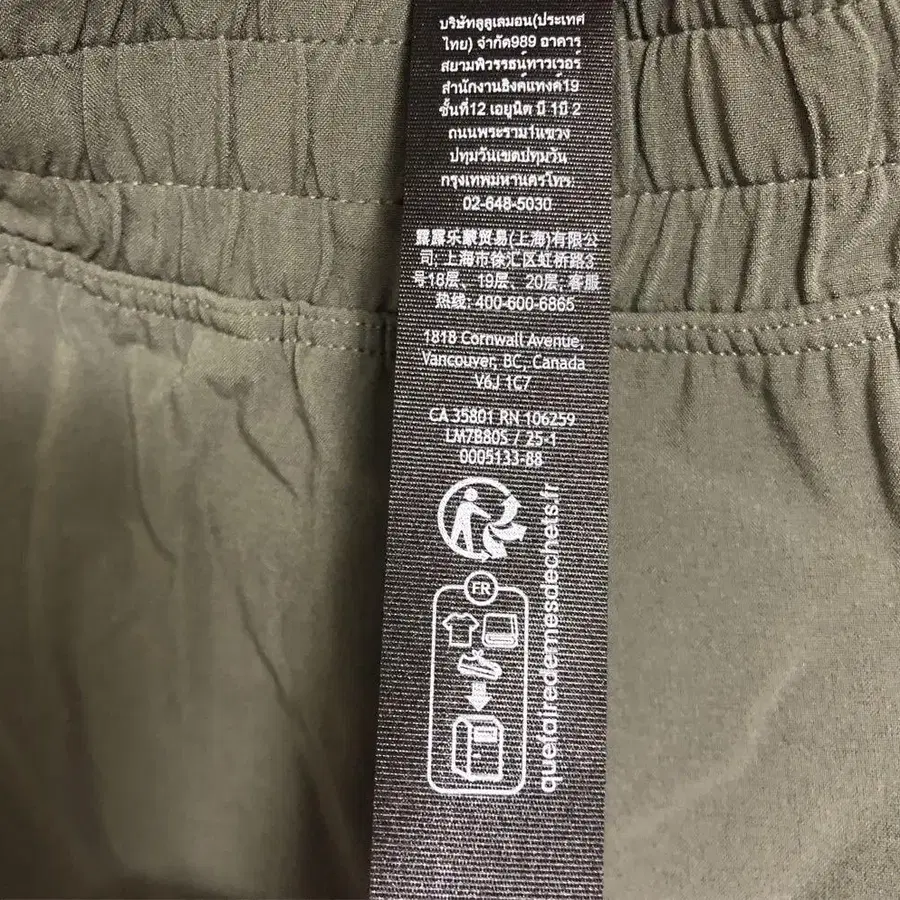 บริษัทลูลูเลมอน(ประเทศ
ไทย) จำกัด989 อาคาร
สยามพิวรรธน์ทาวเวอร์
สำนักงานธิงค์แทงค์19
ชั้นที่12 เอยูนิต บี 1บี 2
ถนนพระราม1แขวง
ปทุมวันเขตปทุมวัน
กรุงเทพมหานครโทร:
02-648-5030
露露乐蒙贸易(上海)有限公
司: 上海市徐汇区虹桥路3
号18层、19层、20层; 客服
热线: 400-600-6865
1818 Cornwall Avenue,
Vancouver, BC, Canada
V6J 1C7
CA 35801 RN 106259
LM7B80S / 25-1
0005133-88
FR
quefairedemesdechets.fr